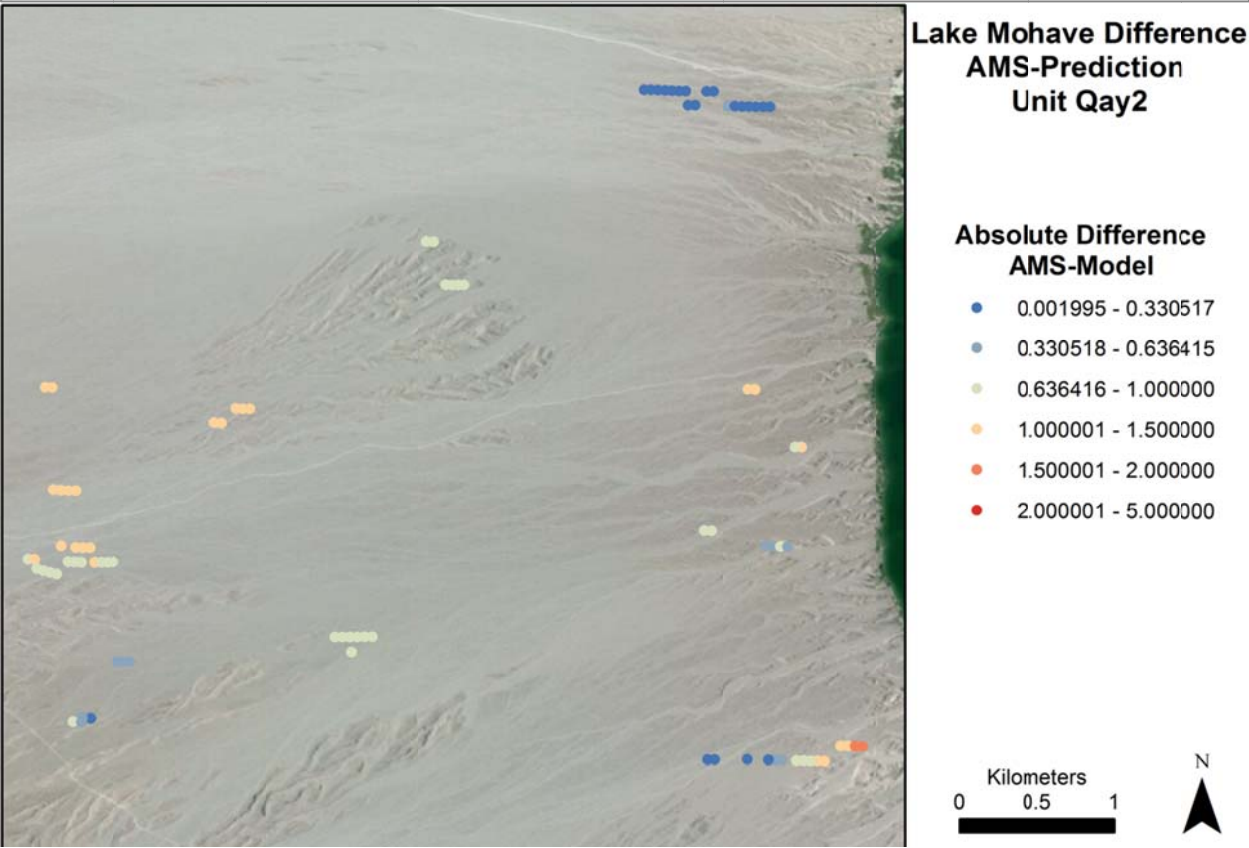 Lake Mohave Difference
AMS-Prediction
Unit Qay2
Absolute Difference
AMS-Model
0.001995 - 0.330517
0.330518 - 0.636415
0.636416 - 1.000000
1.000001 - 1.500000
1.500001 - 2.000000
2.000001 - 5.000000
Kilometers
0 0.5 1
N